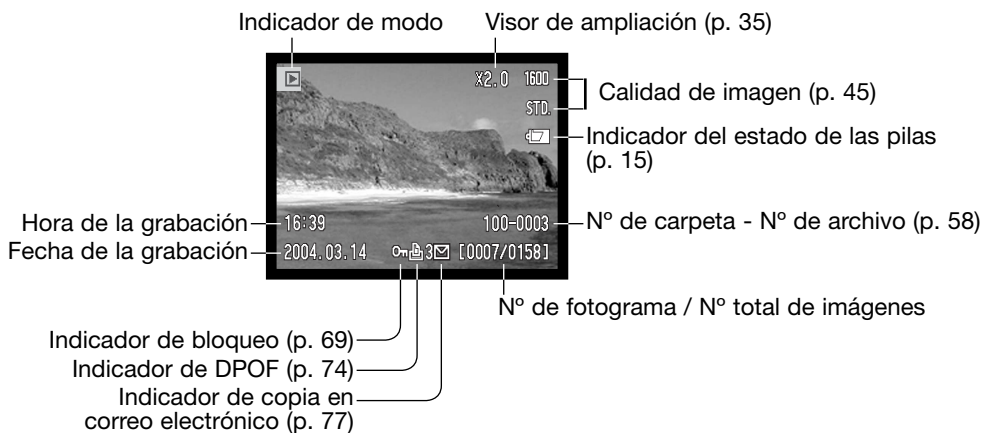 Indicador de modo
Visor de ampliación (p. 35)
X2.0 1600
STD.
Calidad de imagen (p. 45)
Indicador del estado de las pilas
(p. 15)
Hora de la grabación
16:39
100-0003
Nº de carpeta - Nº de archivo (p. 58)
Fecha de la grabación
2004.03.14
3
[0007/0158]
Nº de fotograma / Nº total de imágenes
Indicador de bloqueo (p. 69)
Indicador de DPOF (p. 74)
Indicador de copia en
correo electrónico (p. 77)